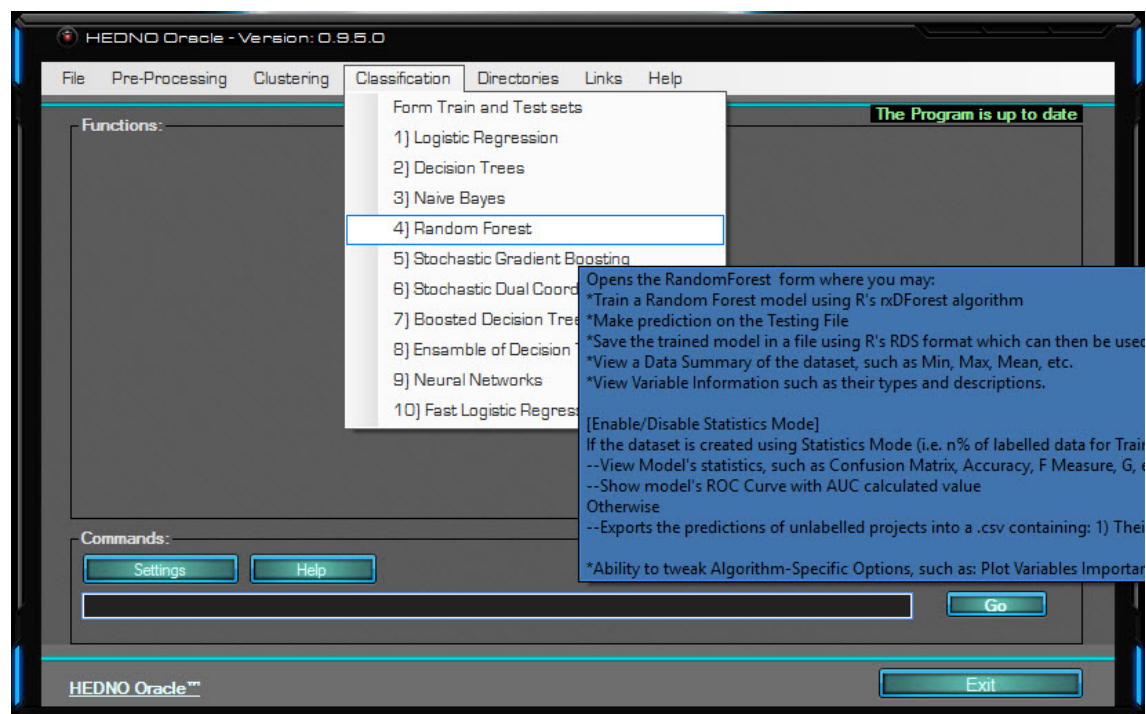 HEDNO Oracle - Version: 0.9.5.0
File Pre-Processing Clustering Classification Directories Links Help
The Program is up to date
Functions:
Form Train and Test sets
1) Logistic Regression
2) Decision Trees
3) Naive Bayes
4) Random Forest
5) Stochastic Gradient Boosting
6) Stochastic Dual Coord
7) Boosted Decision Tree
8) Ensamble of Decision
9) Neural Networks
10) Fast Logistic Regres
Opens the RandomForest form where you may:
*Train a Random Forest model using R's rxDForest algorithm
*Make prediction on the Testing File
*Save the trained model in a file using R's RDS format which can then be used
*View a Data Summary of the dataset, such as Min, Max, Mean, etc.
*View Variable Information such as their types and descriptions.
[Enable/Disable Statistics Mode]
If the dataset is created using Statistics Mode (i.e. n% of labelled data for Train
--View Model's statistics, such as Confusion Matrix, Accuracy, F Measure, G,
--Show model's ROC Curve with AUC calculated value
Otherwise
--Exports the predictions of unlabelled projects into a .csv containing: 1) Thei
*Ability to tweak Algorithm-Specific Options, such as: Plot Variables Importan
Commands:
Settings Help
Go
HEDNO Oracle™
Exit